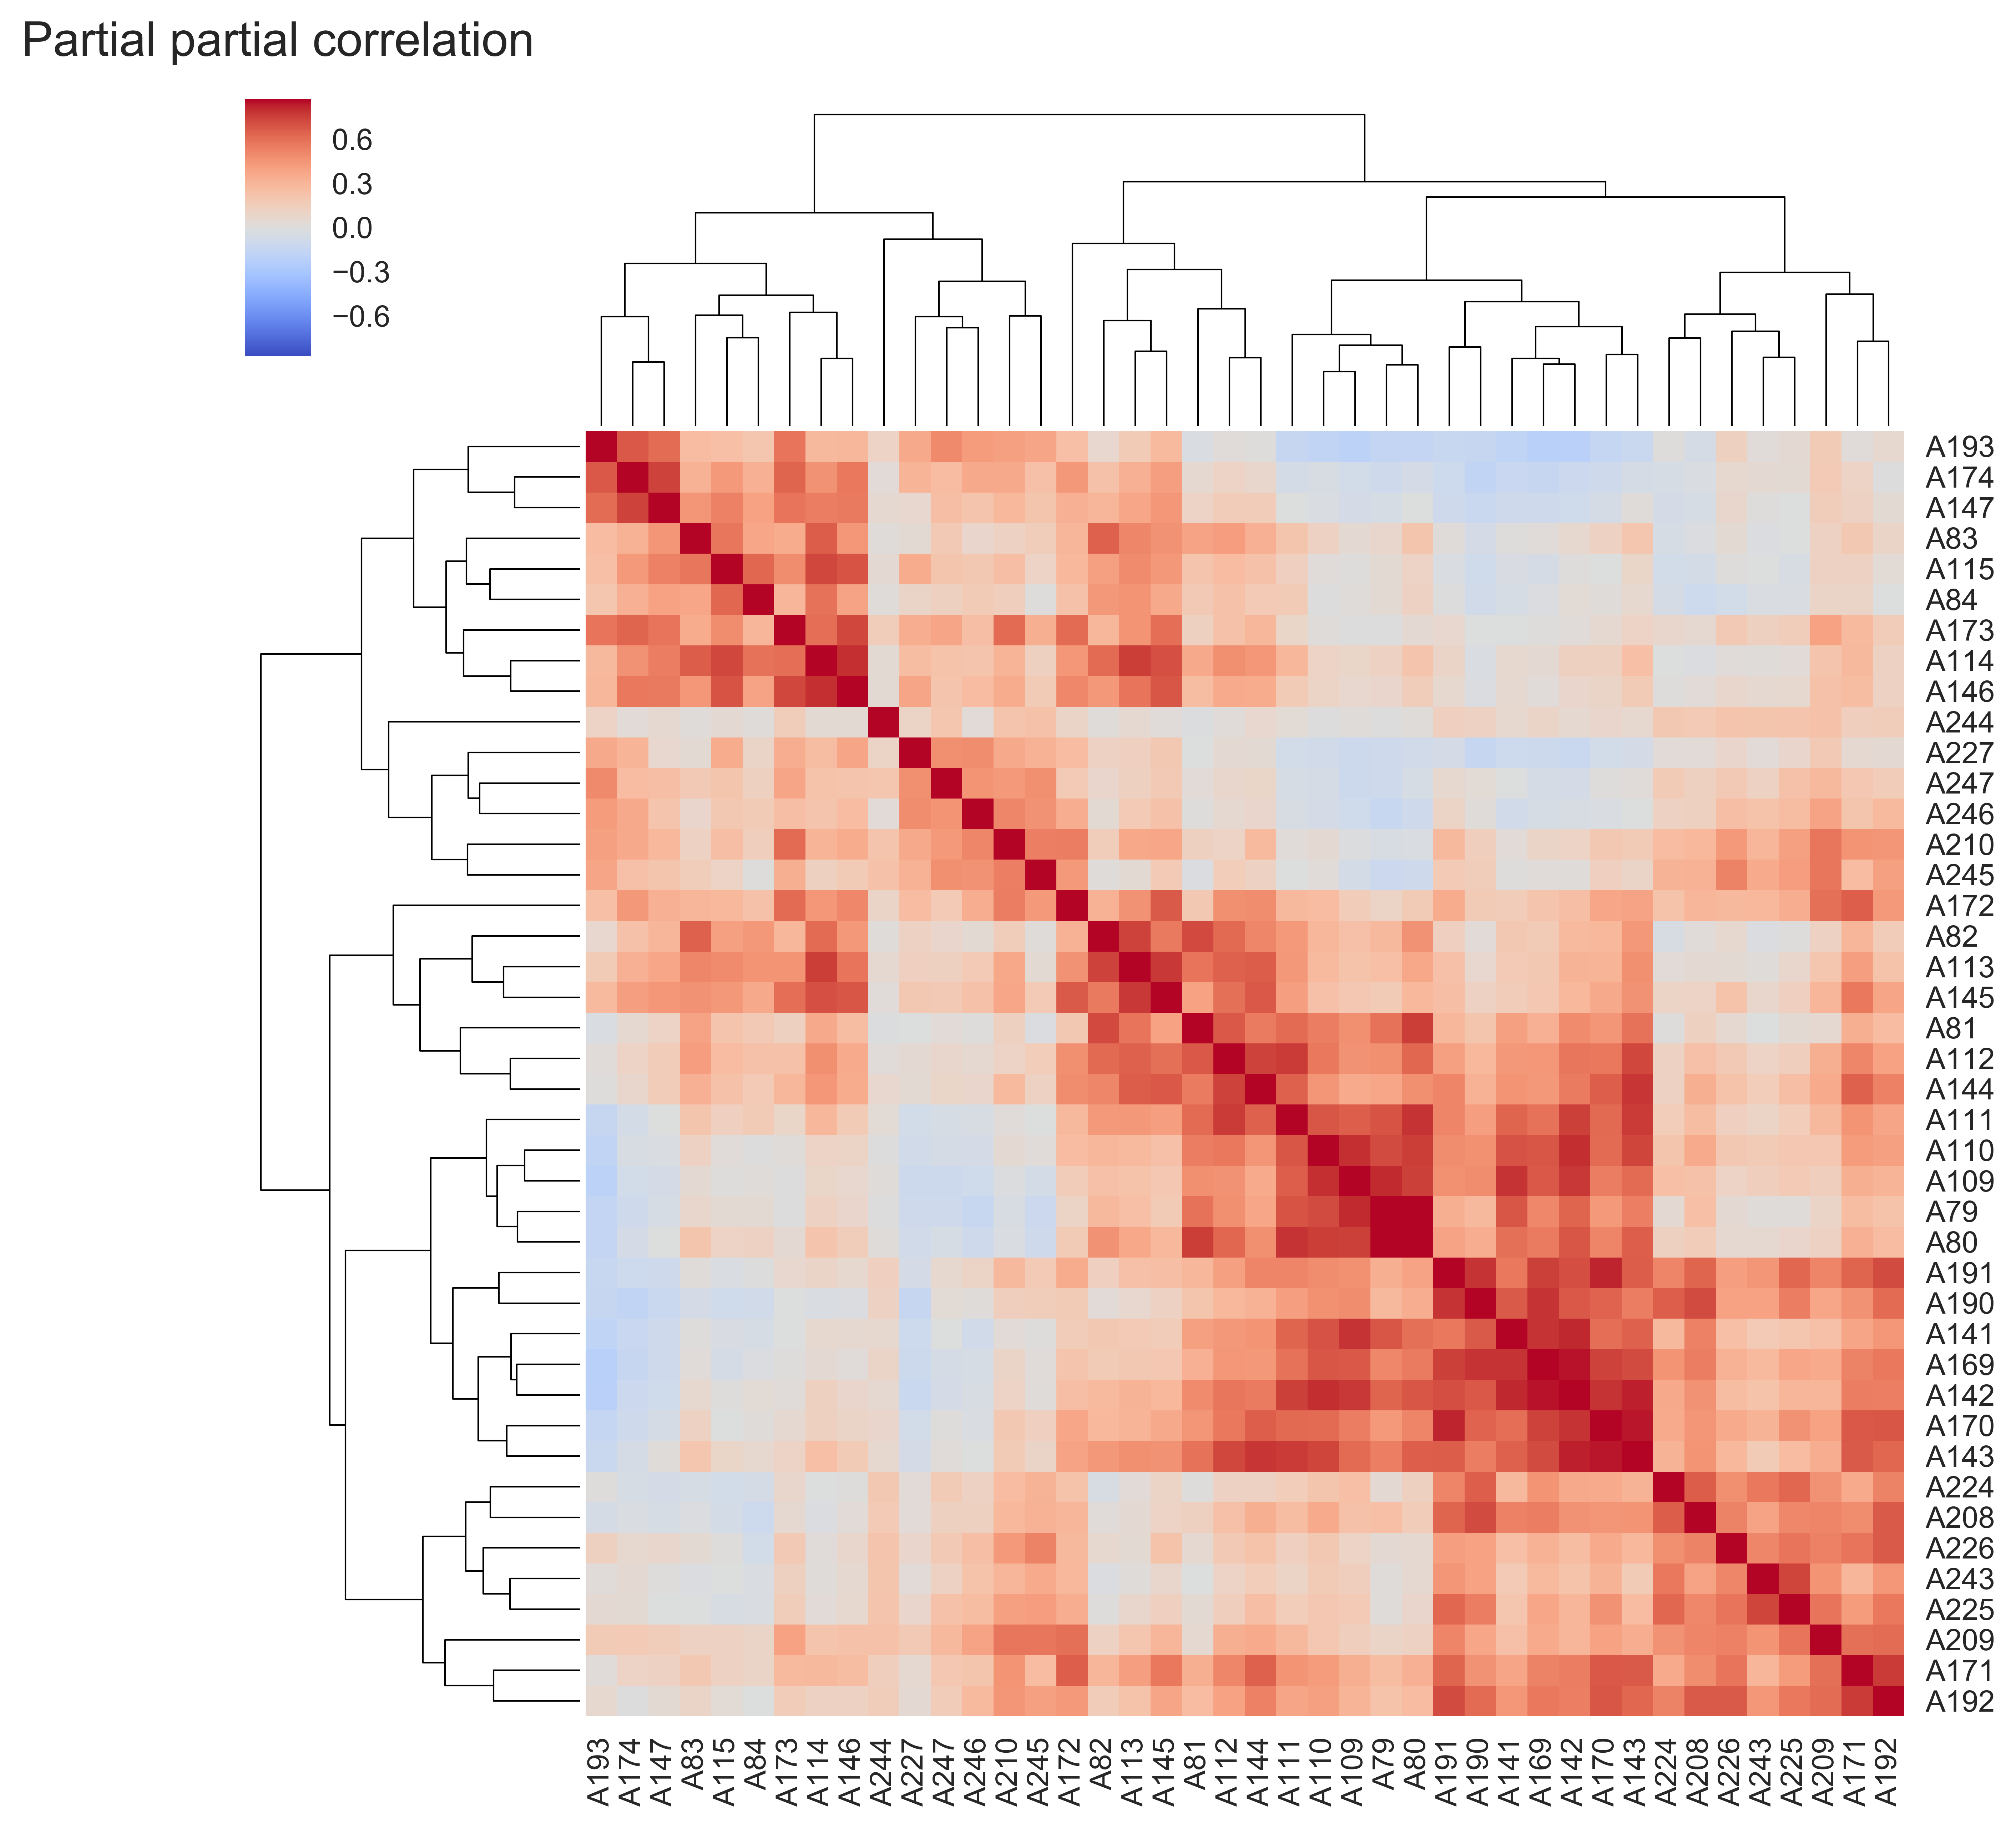 Partial partial correlation
0.6
0.3
0.0
−0.3
−0.6
A193
A174
A147
A83
A115
A84
A173
A114
A146
A244
A227
A247
A246
A210
A245
A172
A82
A113
A145
A81
A112
A144
A111
A110
A109
A79
A80
A191
A190
A141
A169
A142
A170
A143
A224
A208
A226
A243
A225
A209
A171
A192
A193
A174
A147
A83
A115
A84
A173
A114
A146
A244
A227
A247
A246
A210
A245
A172
A82
A113
A145
A81
A112
A144
A111
A110
A109
A79
A80
A191
A190
A141
A169
A142
A170
A143
A224
A208
A226
A243
A225
A209
A171
A192